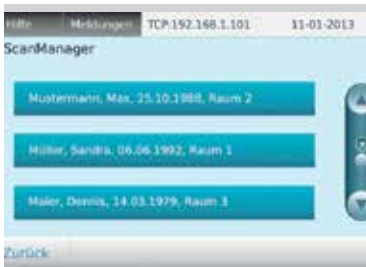 Hilfe Meldungen TCP:192.168.1.101 11-01-2013
ScanManager
Mustermann, Max, 25.10.1988, Raum 2
Müller, Sandra, 06.06.1992, Raum 1
Maier, Dennis, 14.03.1979, Raum 3
Zurück